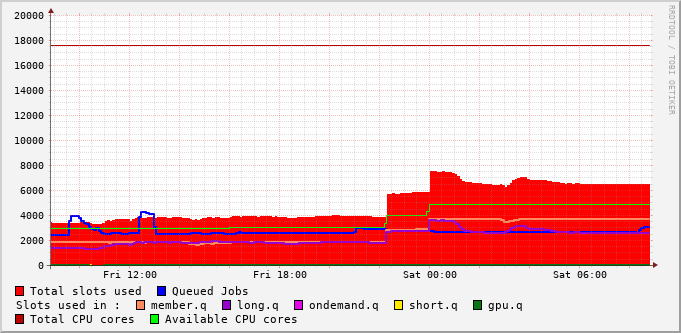 RRDTOOL / TOBI OETIKER
20000
18000
16000
14000
12000
10000
8000
6000
4000
2000
0
Fri 12:00 Fri 18:00 Sat 00:00 Sat 06:00
Total slots used Queued Jobs
Slots used in : member.q long.q ondemand.q short.q gpu.q
Total CPU cores Available CPU cores